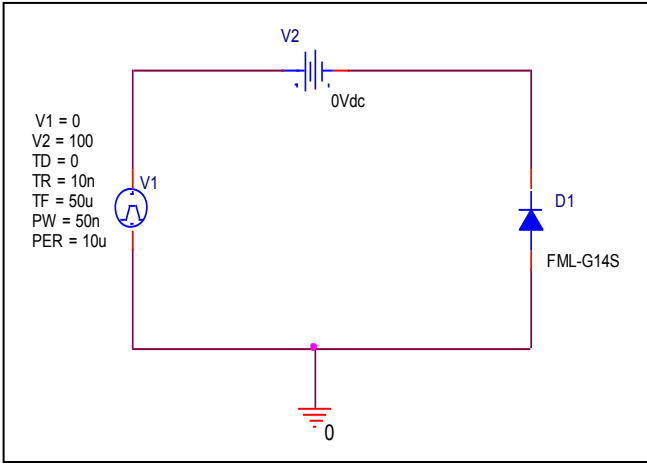 V2
0Vdc
V1 = 0
V2 = 100
TD = 0
TR = 10n
TF = 50u
PW = 50n
PER = 10u
V1
D1
FML-G14S
0